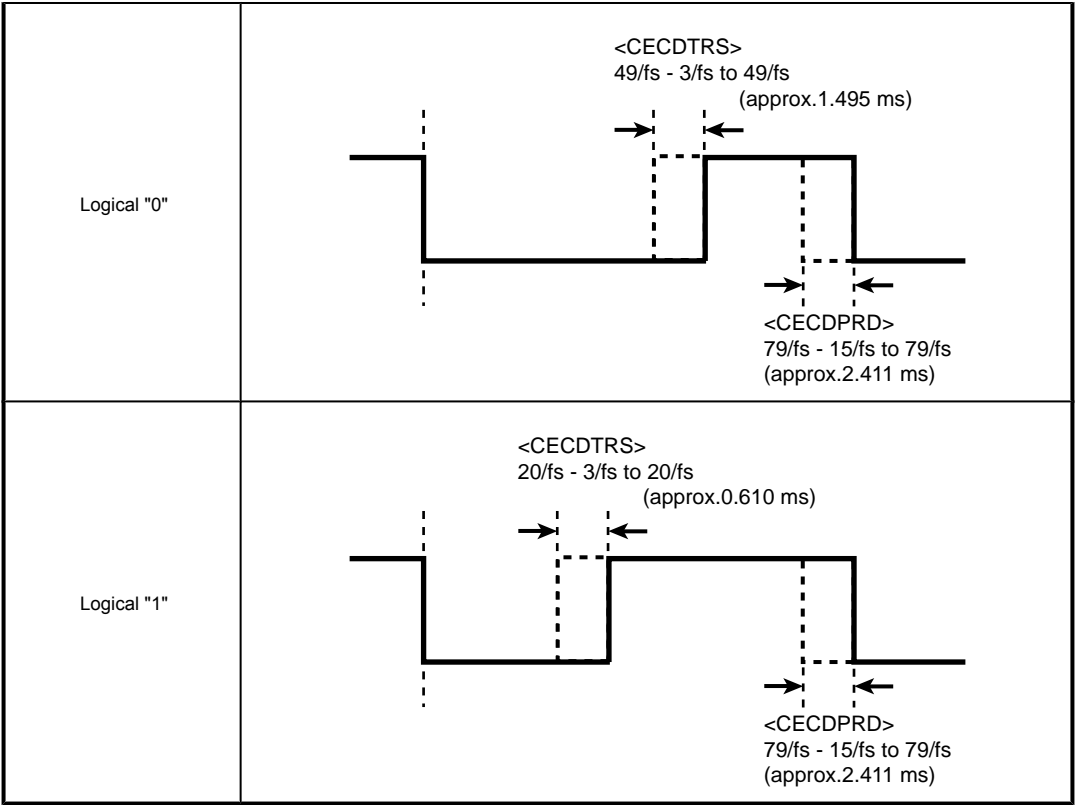 Logical "0"
<CECDTRS>
49/fs - 3/fs to 49/fs
(approx.1.495 ms)
<CECDPRD>
79/fs - 15/fs to 79/fs
(approx.2.411 ms)
Logical "1"
<CECDTRS>
20/fs - 3/fs to 20/fs
(approx.0.610 ms)
<CECDPRD>
79/fs - 15/fs to 79/fs
(approx.2.411 ms)